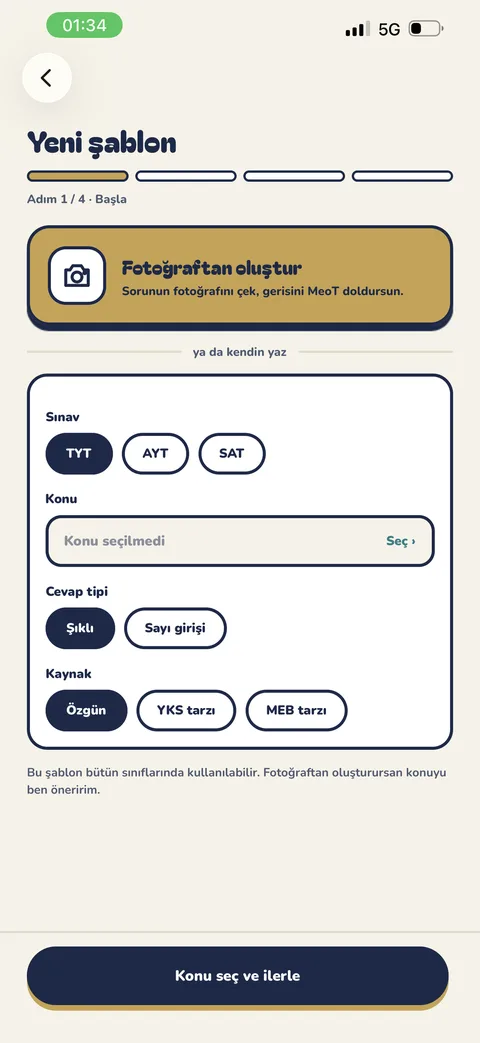 01:34
5G
Yeni şablon
Adım 1 / 4 · Başla
Fotoğraftan oluştur
Sorunun fotoğrafını çek, gerisini MeoT doldursun.
ya da kendin yaz
Sınav
TYT
AYT
SAT
Konu
Konu seçilmedi
Seç ›
Cevap tipi
Şıklı
Sayı girişi
Kaynak
Özgün
YKS tarzı
MEB tarzı
Bu şablon bütün sınıflarında kullanılabilir. Fotoğraftan oluşturursan konuyu
ben öneririm.
Konu seç ve ilerle